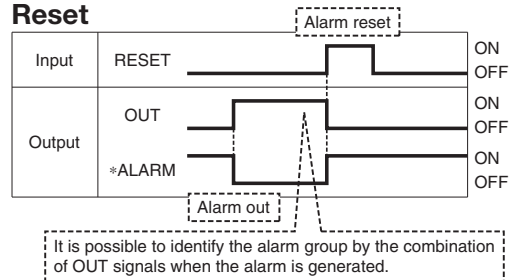 Reset
Alarm reset
Input RESET ON
OFF
Output OUT ON
OFF
*ALARM ON
OFF
Alarm out
It is possible to identify the alarm group by the combination
of OUT signals when the alarm is generated.